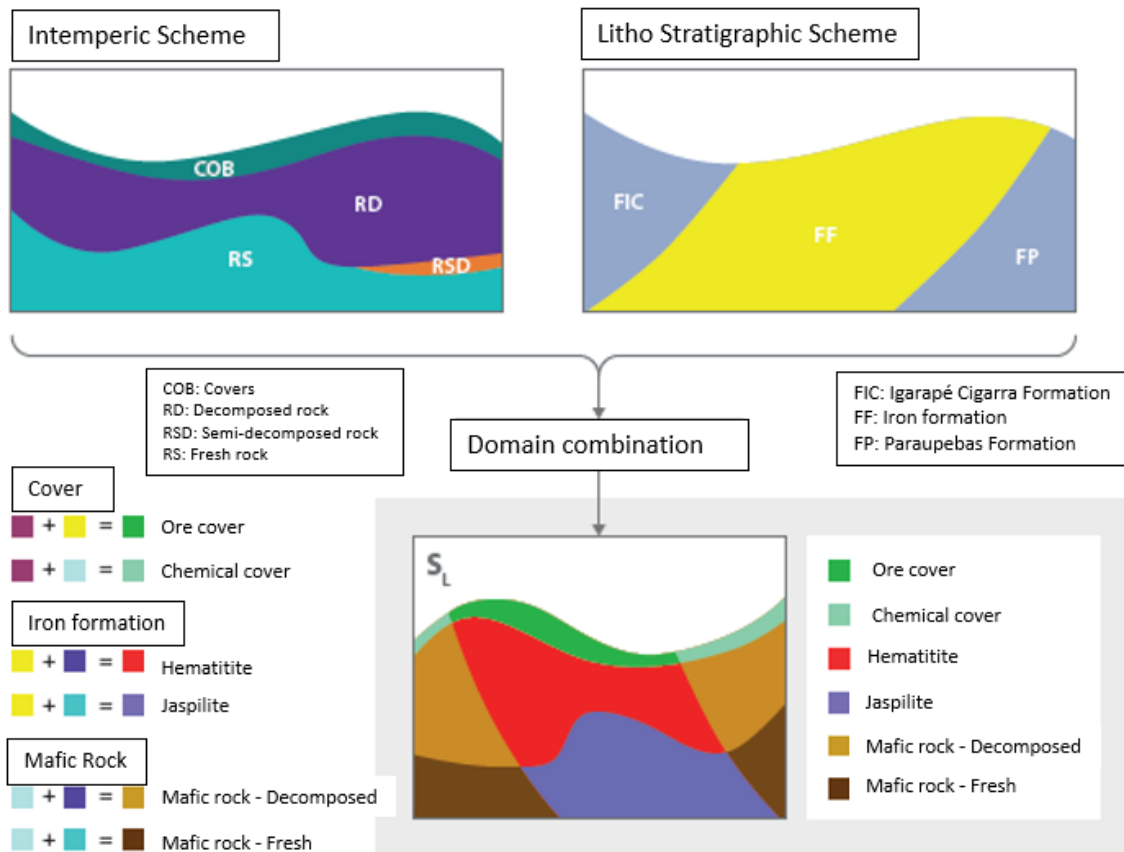 Intemperic Scheme
Litho Stratigraphic Scheme
COB
RD
RS
RSD
FIC
FF
FP
COB: Covers
RD: Decomposed rock
RSD: Semi-decomposed rock
RS: Fresh rock
FIC: Igarapé Cigarra Formation
FF: Iron formation
FP: Paraupebas Formation
Domain combination
Cover
+ = Ore cover
+ = Chemical cover
Iron formation
+ = Hematitite
+ = Jaspilite
Mafic Rock
+ = Mafic rock - Decomposed
+ = Mafic rock - Fresh
SL
Ore cover
Chemical cover
Hematitite
Jaspilite
Mafic rock - Decomposed
Mafic rock - Fresh